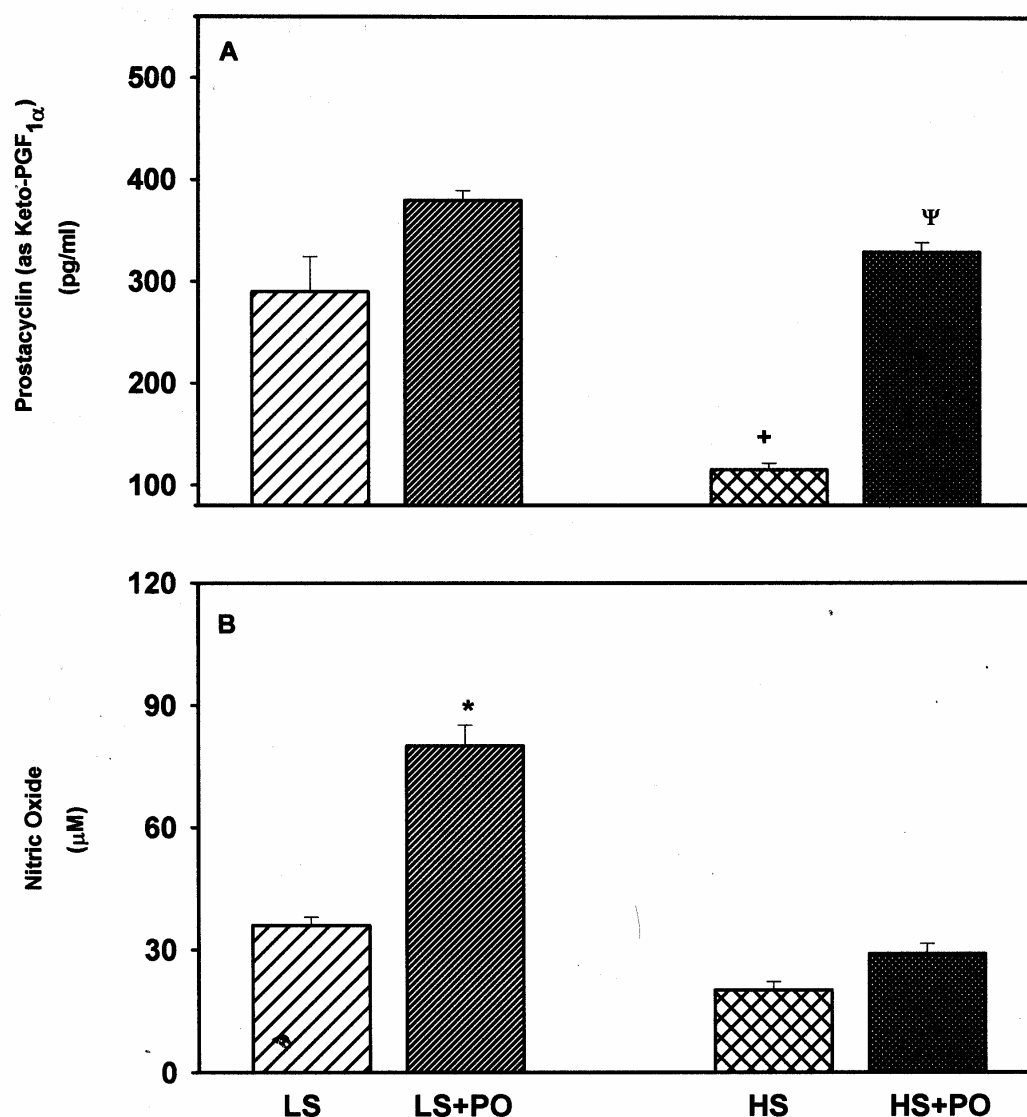 A
500
400
300
200
100
Prostacyclin (as Keto-PGF1α)
(pg/ml)
+
Ψ
B
120
90
60
30
0
Nitric Oxide
(μM)
*
LS LS+PO HS HS+PO